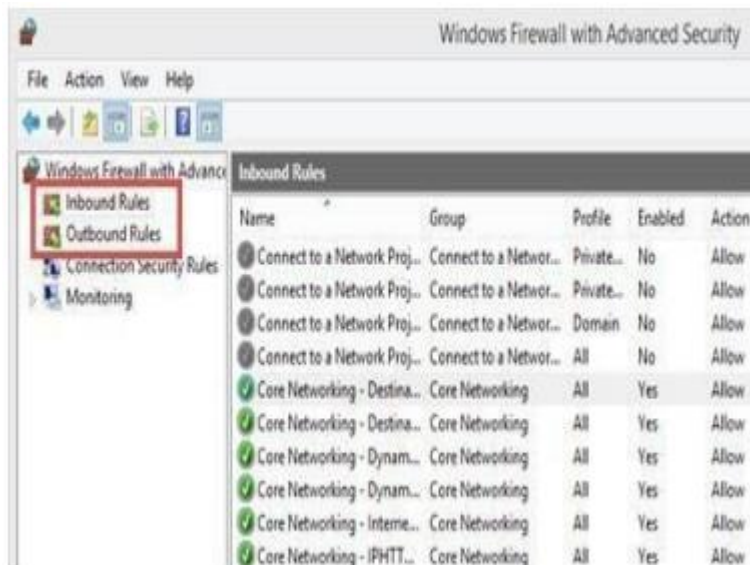 Windows Firewall with Advanced Security
File Action View Help
Windows Firewall with Advance
Inbound Rules
Outbound Rules
Connection Security Rules
Monitoring
Inbound Rules
Name Group Profile Enabled Action
Connect to a Network Proj... Connect to a Networ... Private... No Allow
Connect to a Network Proj... Connect to a Networ... Private... No Allow
Connect to a Network Proj... Connect to a Networ... Domain No Allow
Connect to a Network Proj... Connect to a Networ... All No Allow
Core Networking - Destina... Core Networking All Yes Allow
Core Networking - Destina... Core Networking All Yes Allow
Core Networking - Dynam... Core Networking All Yes Allow
Core Networking - Dynam... Core Networking All Yes Allow
Core Networking - Interne... Core Networking All Yes Allow
Core Networking - IPHTT... Core Networking All Yes Allow